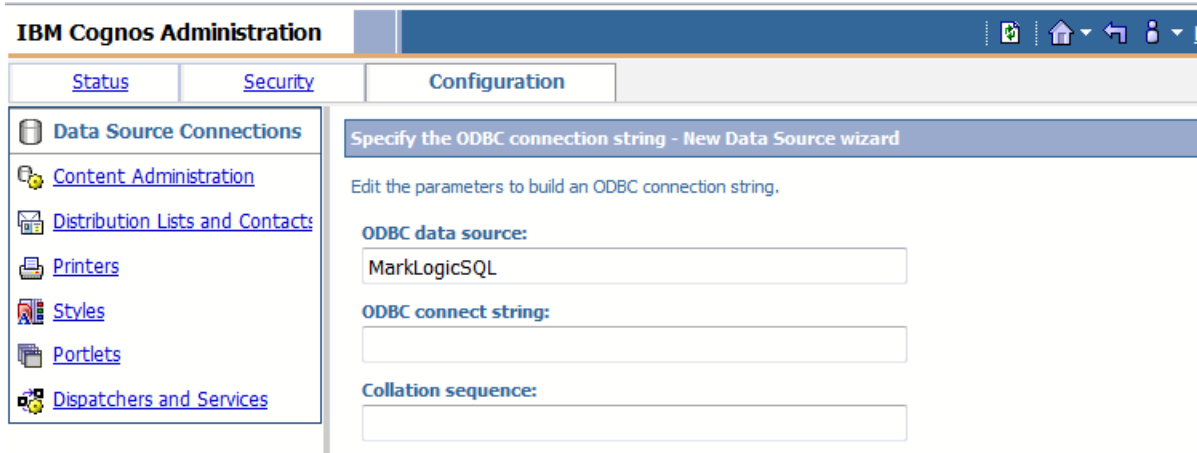 IBM Cognos Administration
Status
Security
Configuration
Data Source Connections
Content Administration
Distribution Lists and Contacts
Printers
Styles
Portlets
Dispatchers and Services
Specify the ODBC connection string - New Data Source wizard
Edit the parameters to build an ODBC connection string.
ODBC data source:
MarkLogicSQL
ODBC connect string:
Collation sequence: